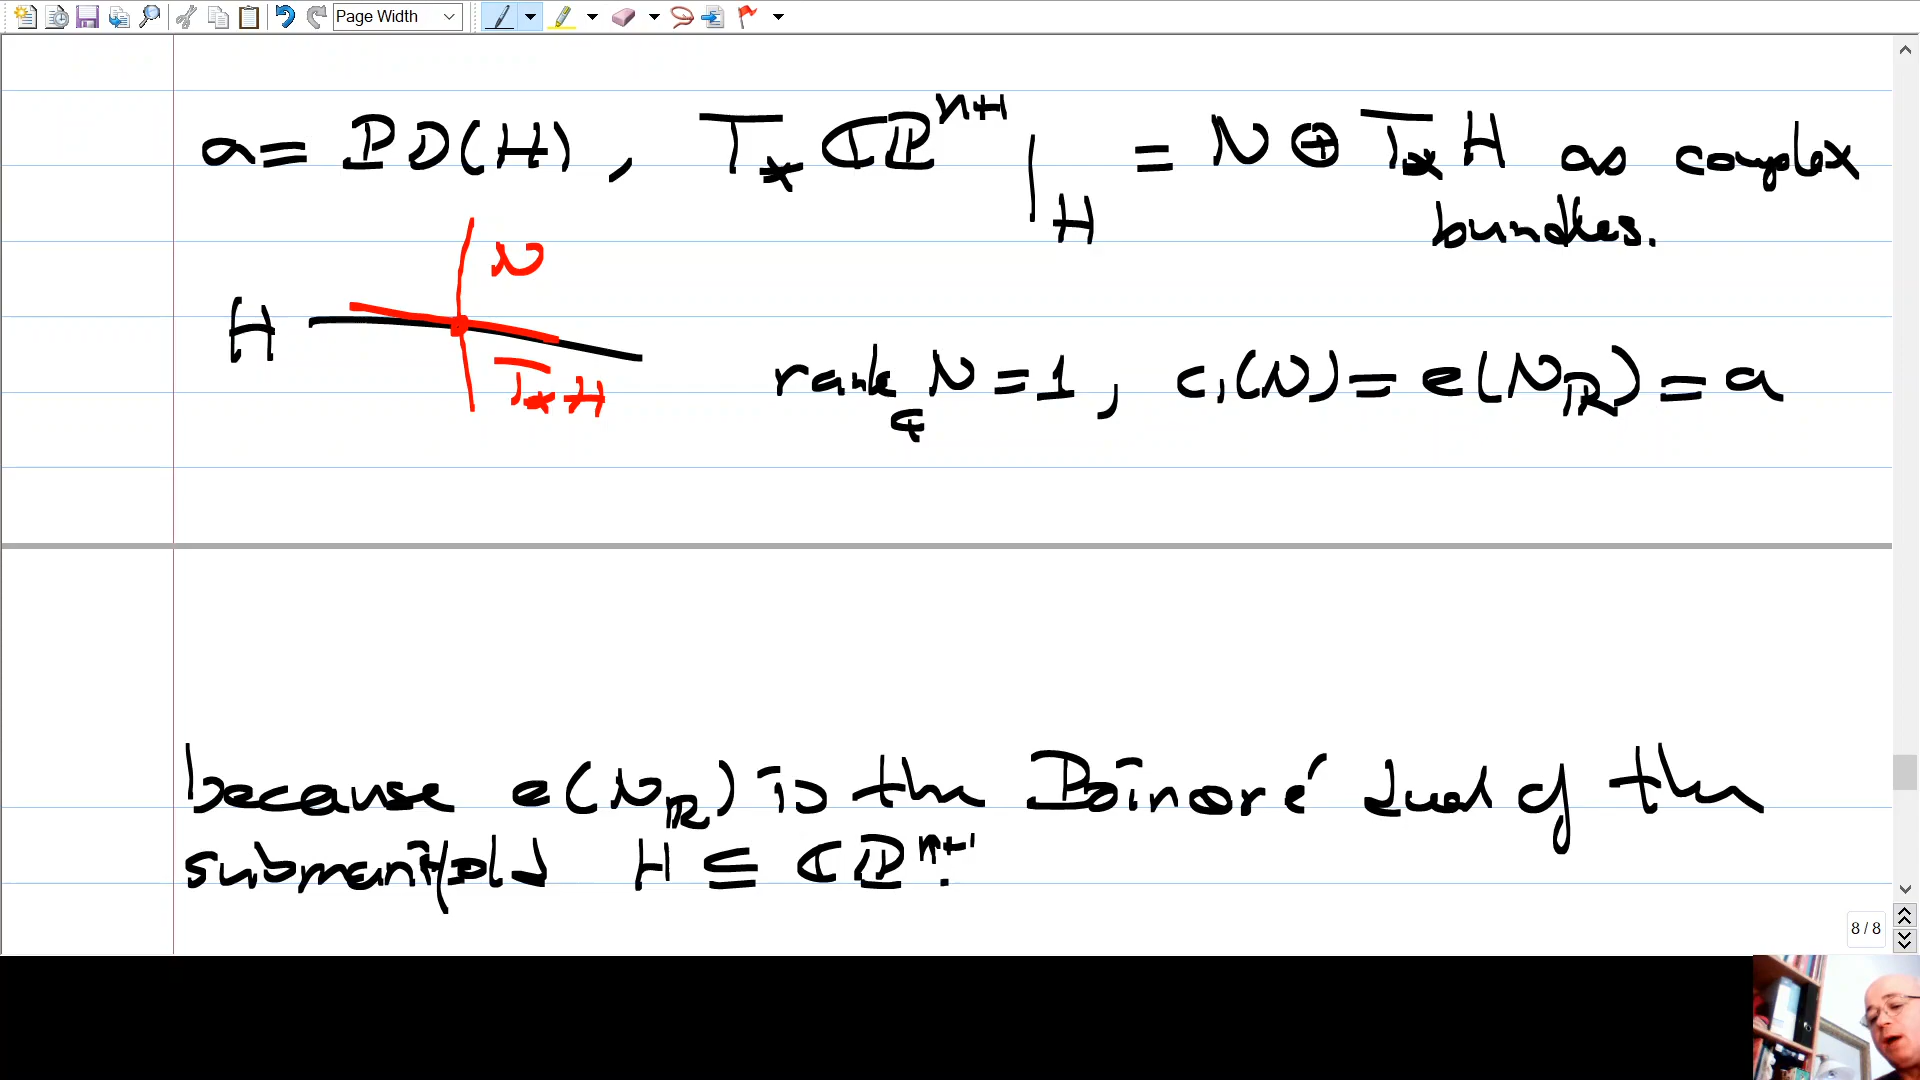 Page Width
a = PD(H), T_* ℂP^{n+1}|_H = N ⊕ T_* H as complex
bundles.
N
H
T_* H
rank_ℂ N = 1, c_1(N) = e(N_ℝ) = a
because e(N_ℝ) is the Poincaré dual of the
submanifold H ⊆ ℂP^{n+1}.
8 / 8